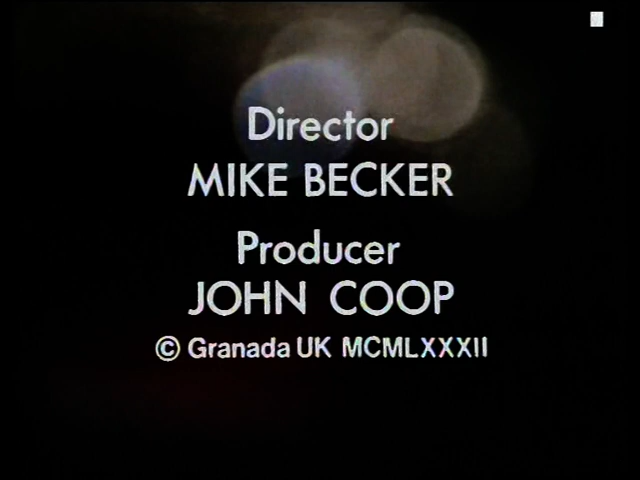 Director
MIKE BECKER
Producer
JOHN COOP
© Granada UK MCMLXXXII